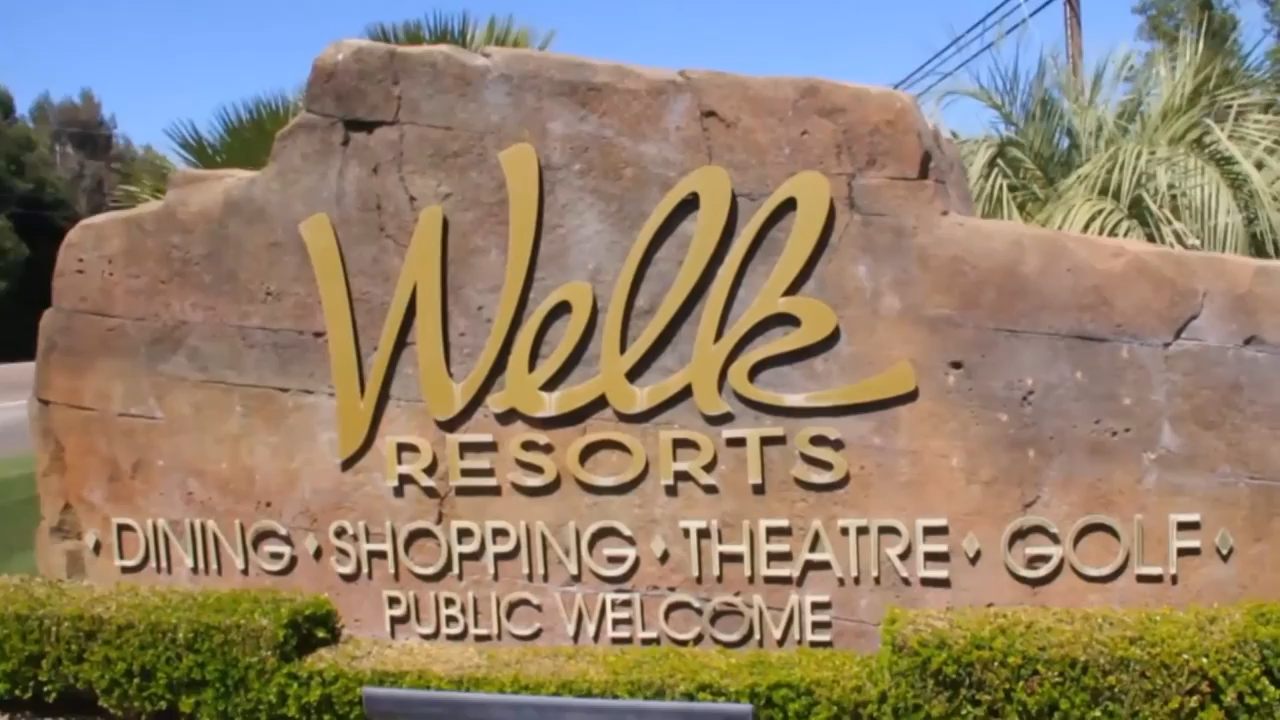 Welk
RESORTS
♦ DINING ♦ SHOPPING ♦ THEATRE ♦ GOLF ♦
PUBLIC WELCOME